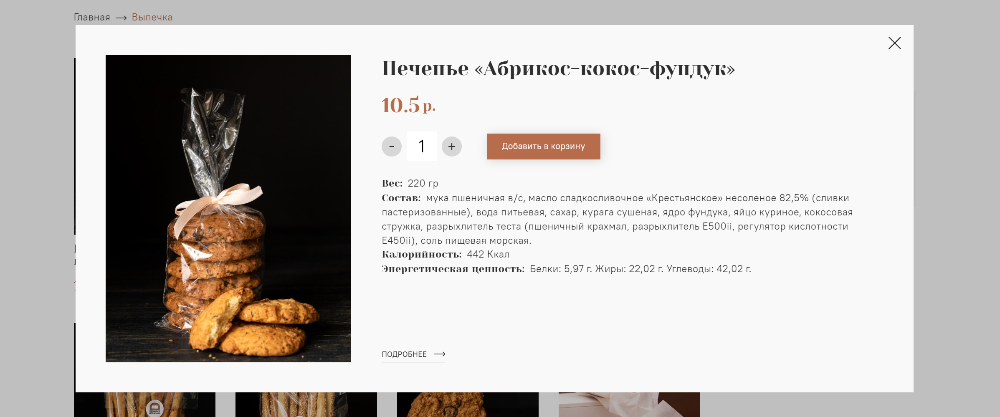 Главная → Выпечка
Печенье «Абрикос-кокос-фундук»
10.5 р.
- 1 + Добавить в корзину
Вес: 220 гр
Состав: мука пшеничная в/с, масло сладкосливочное «Крестьянское» несоленое 82,5% (сливки
пастеризованные), вода питьевая, сахар, курага сушеная, ядро фундука, яйцо куриное, кокосовая
стружка, разрыхлитель теста (пшеничный крахмал, разрыхлитель Е500ii, регулятор кислотности
Е450ii), соль пищевая морская.
Калорийность: 442 Ккал
Энергетическая ценность: Белки: 5,97 г. Жиры: 22,02 г. Углеводы: 42,02 г.
ПОДРОБНЕЕ →